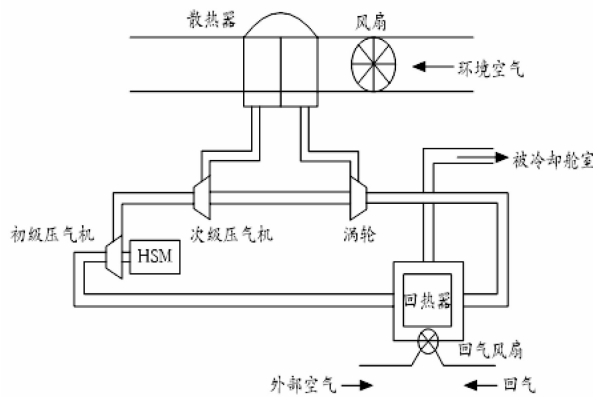 散热器
风扇
环境空气
被冷却舱室
初级压气机
次级压气机
涡轮
HSM
回热器
回气风扇
外部空气
回气